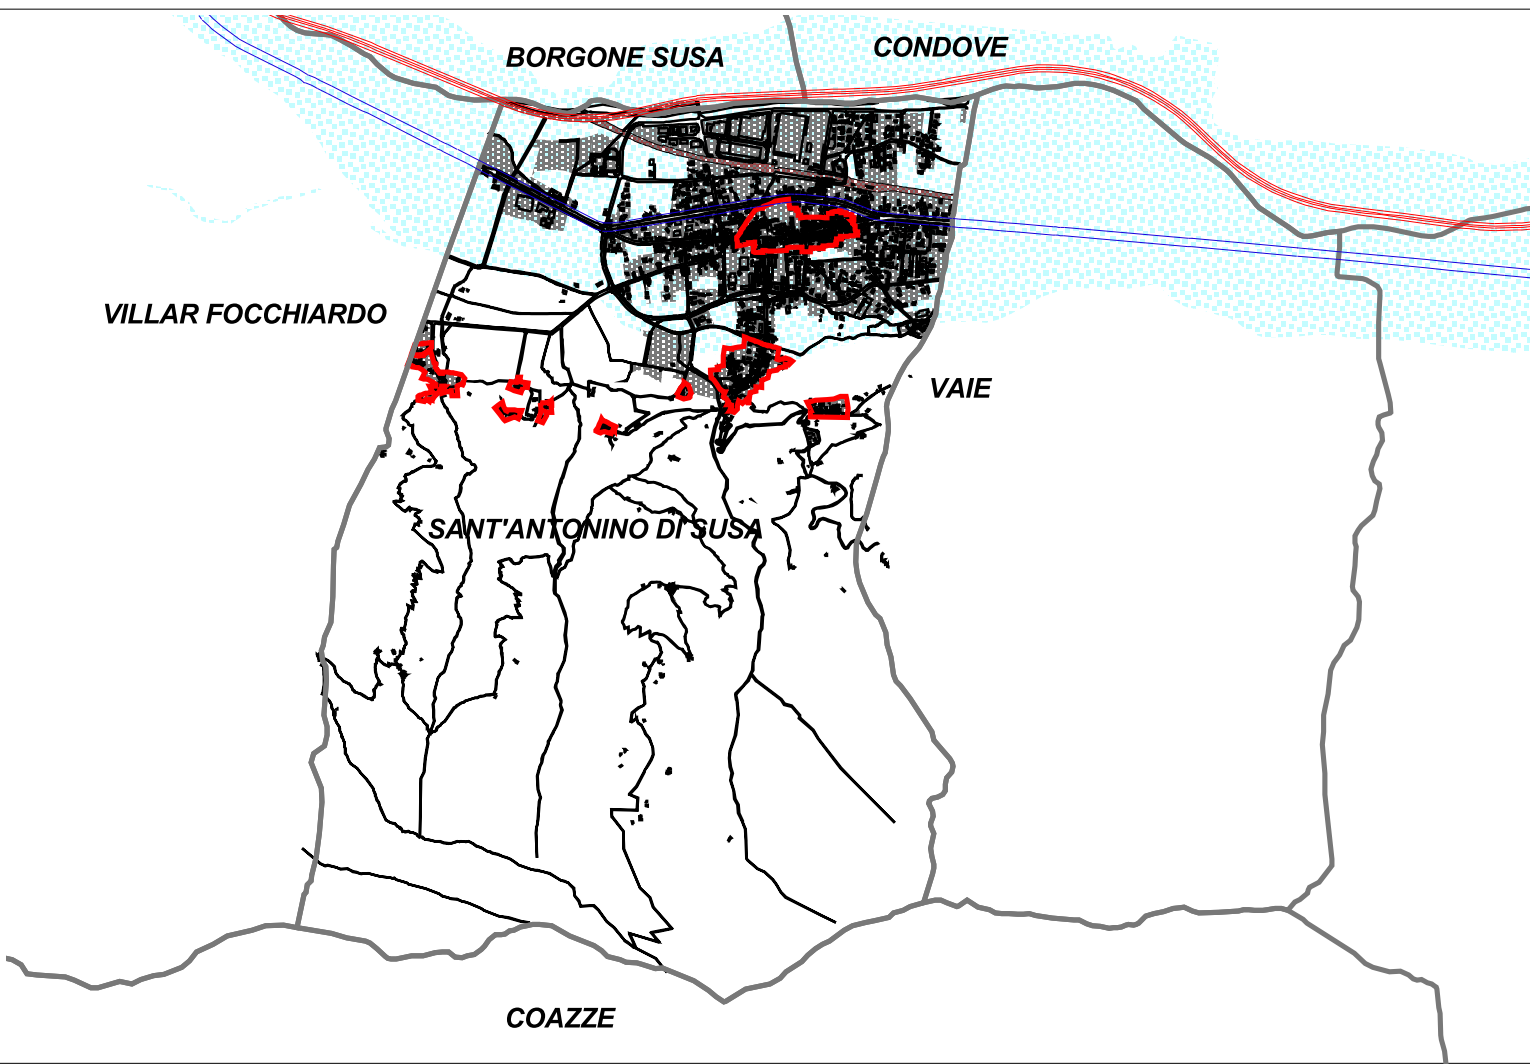 CONDOVE
BORGONE SUSA
VILLAR FOCCHIARDO
VAIE
SANT'ANTONINO DI SUSA
COAZZE